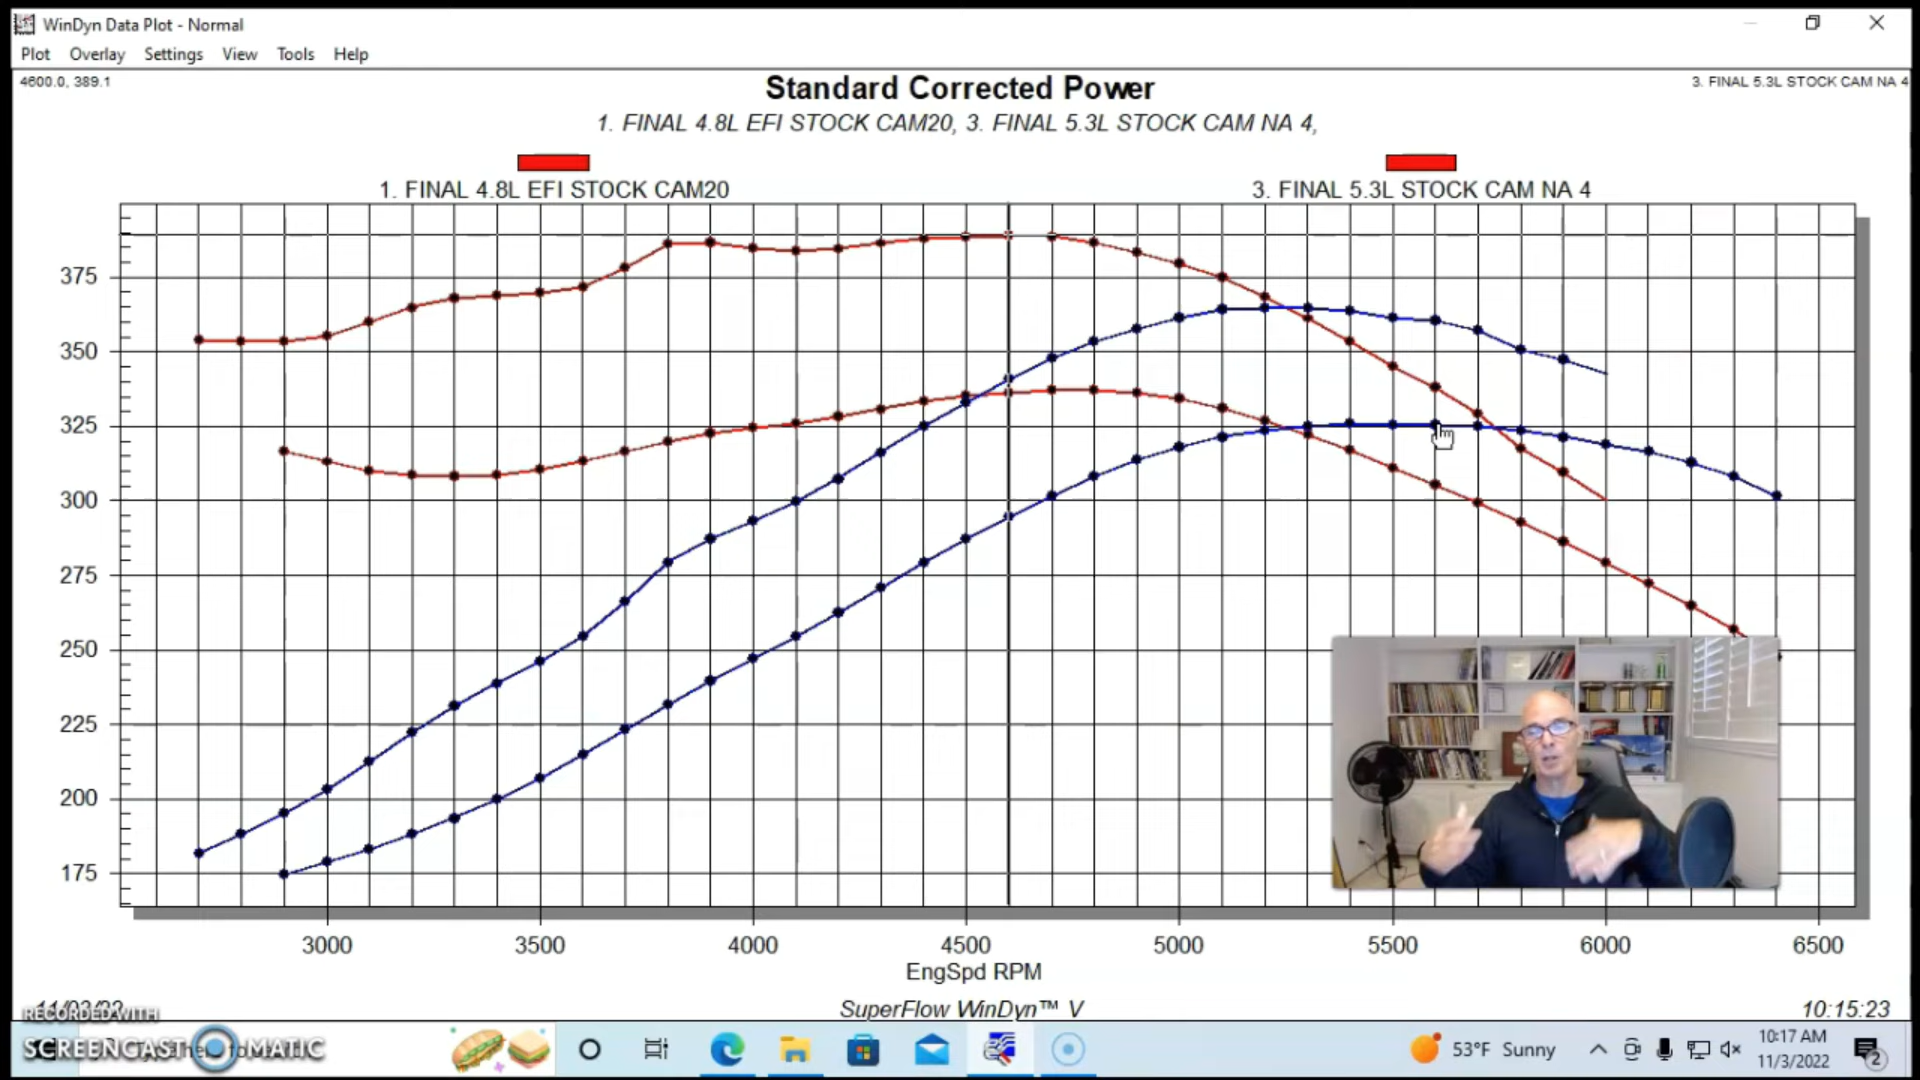 WinDyn Data Plot - Normal
Plot Overlay Settings View Tools Help
4600.0, 389.1
Standard Corrected Power
3. FINAL 5.3L STOCK CAM NA 4
1. FINAL 4.8L EFI STOCK CAM20, 3. FINAL 5.3L STOCK CAM NA 4,
1. FINAL 4.8L EFI STOCK CAM20
3. FINAL 5.3L STOCK CAM NA 4
375
350
325
300
275
250
225
200
175
3000 3500 4000 4500 5000 5500 6000 6500
EngSpd RPM
SuperFlow WinDyn™ V
10:15:23
RECORDED WITH
SCREENCAST MATIC
53°F Sunny
10:17 AM
11/3/2022
2